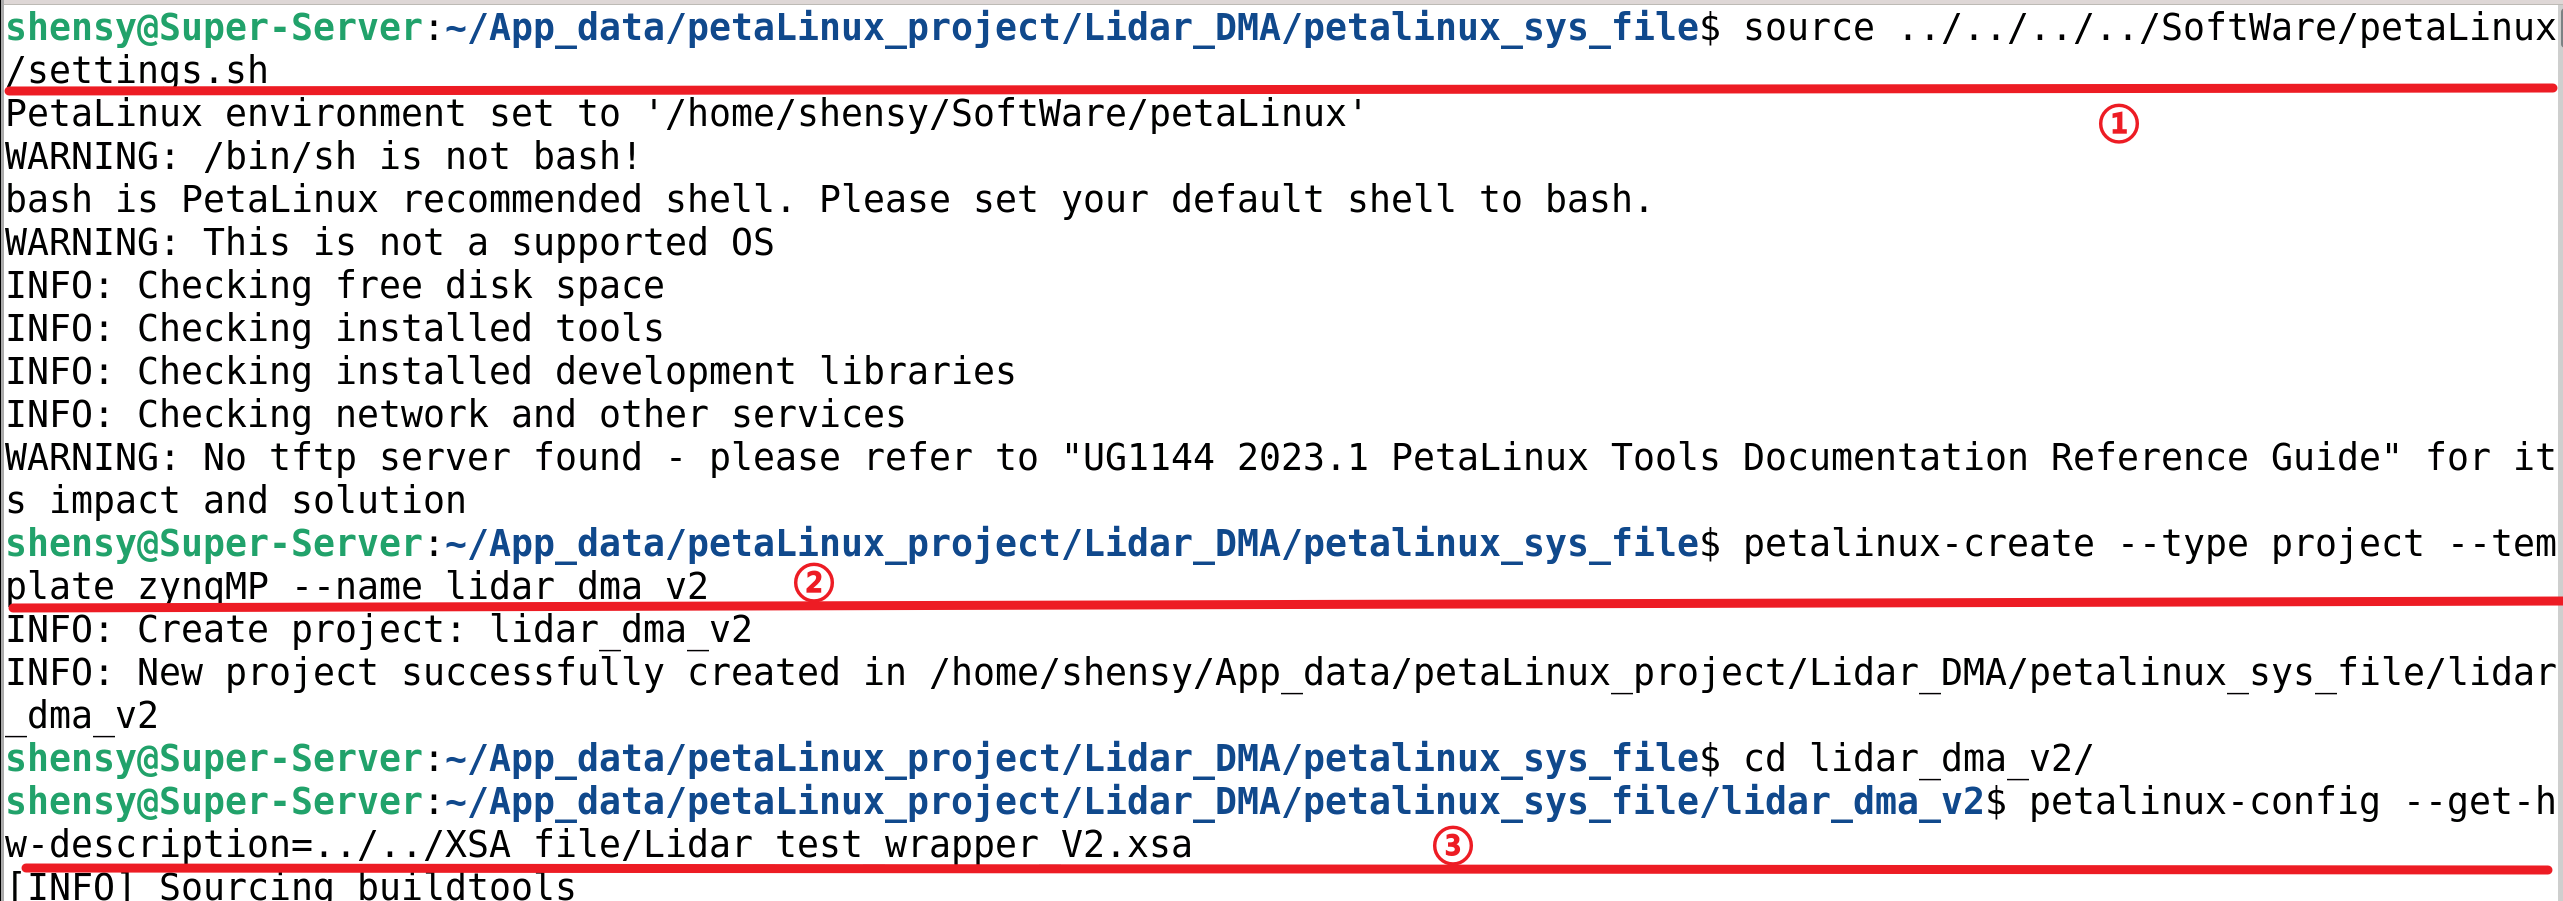 shensy@Super-Server:~/App_data/petaLinux_project/Lidar_DMA/petalinux_sys_file$ source ../../../../SoftWare/petaLinux
/settings.sh
PetaLinux environment set to '/home/shensy/SoftWare/petaLinux'
①
WARNING: /bin/sh is not bash!
bash is PetaLinux recommended shell. Please set your default shell to bash.
WARNING: This is not a supported OS
INFO: Checking free disk space
INFO: Checking installed tools
INFO: Checking installed development libraries
INFO: Checking network and other services
WARNING: No tftp server found - please refer to "UG1144 2023.1 PetaLinux Tools Documentation Reference Guide" for it
s impact and solution
shensy@Super-Server:~/App_data/petaLinux_project/Lidar_DMA/petalinux_sys_file$ petalinux-create --type project --tem
plate zynqMP --name lidar_dma_v2 ②
INFO: Create project: lidar_dma_v2
INFO: New project successfully created in /home/shensy/App_data/petaLinux_project/Lidar_DMA/petalinux_sys_file/lidar
_dma_v2
shensy@Super-Server:~/App_data/petaLinux_project/Lidar_DMA/petalinux_sys_file$ cd lidar_dma_v2/
shensy@Super-Server:~/App_data/petaLinux_project/Lidar_DMA/petalinux_sys_file/lidar_dma_v2$ petalinux-config --get-h
w-description=../../XSA_file/Lidar_test_wrapper_V2.xsa ③
[INFO] Sourcing buildtools